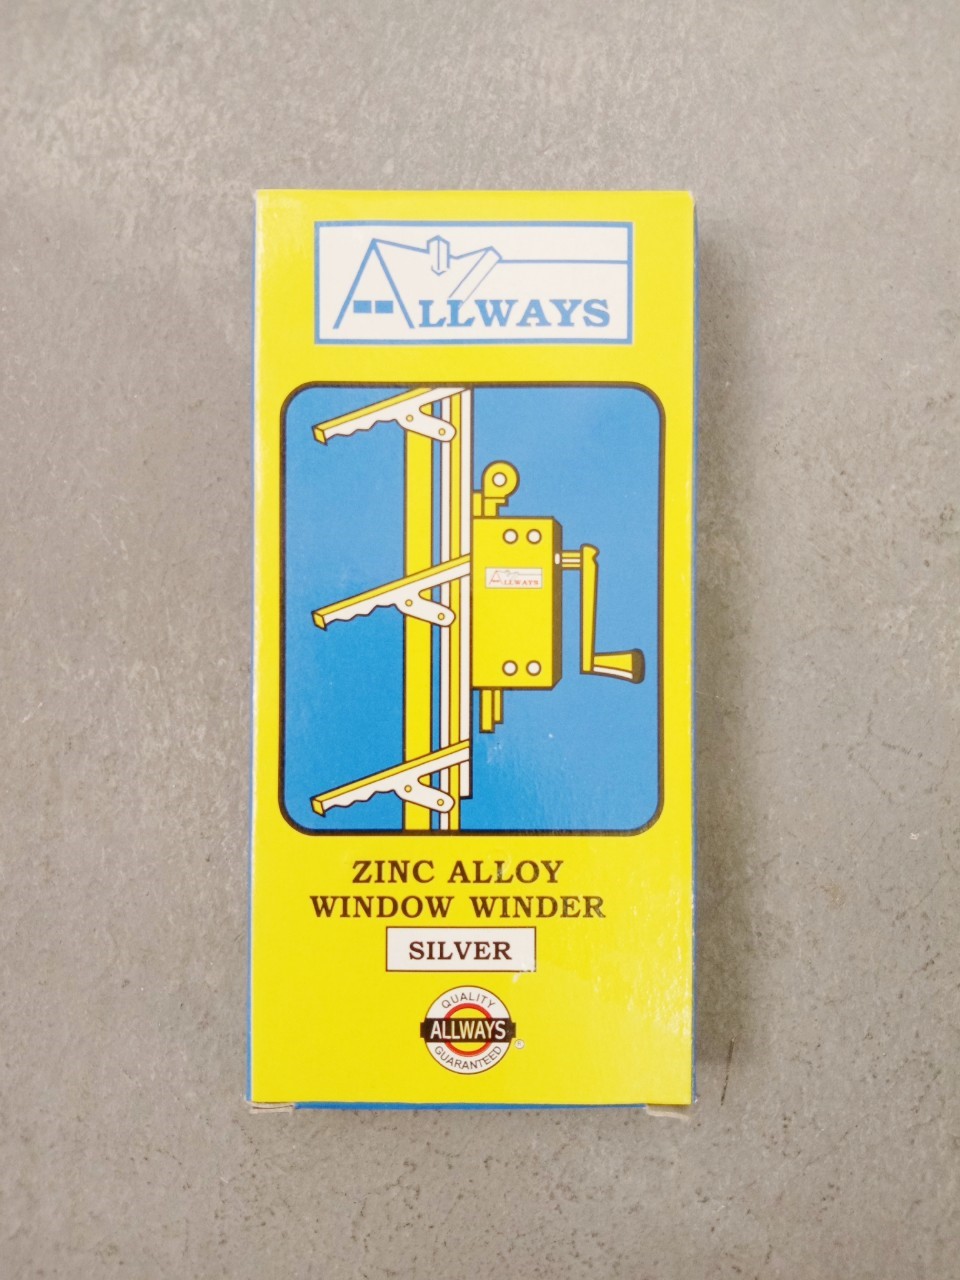 ALLWAYS
ALLWAYS
ZINC ALLOY
WINDOW WINDER
SILVER
QUALITY
ALLWAYS
GUARANTEED
®